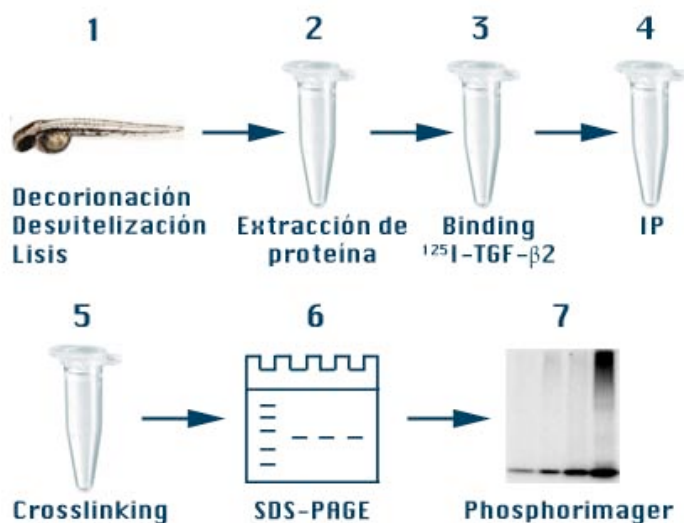 1
2
3
4
Decorionación
Desvitelización
Lisis
Extracción de
proteína
Binding
¹²⁵I-TGF-β2
IP
5
6
7
Crosslinking
SDS-PAGE
Phosphorimager